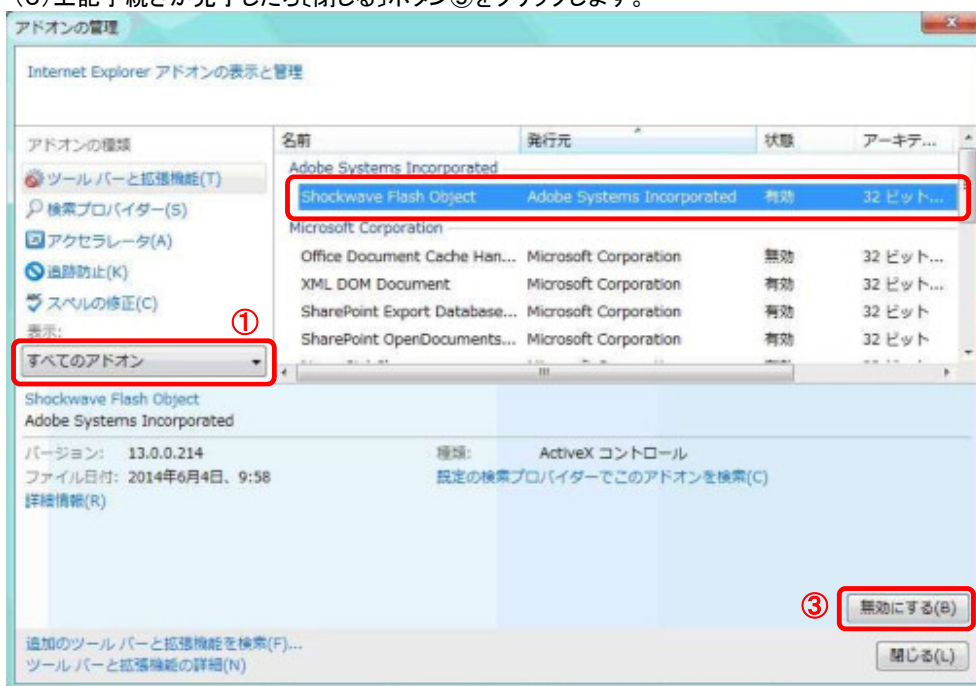 アドオンの管理
Internet Explorer アドオンの表示と管理
アドオンの種類
ツール バーと拡張機能(T)
検索プロバイダー(S)
アクセラレータ(A)
追跡防止(K)
スペルの修正(C)
表示:
①
すべてのアドオン
名前 発行元 状態 アーキテ...
Adobe Systems Incorporated
Shockwave Flash Object Adobe Systems Incorporated 有効 32 ビット...
Microsoft Corporation
Office Document Cache Han... Microsoft Corporation 無効 32 ビット...
XML DOM Document Microsoft Corporation 有効 32 ビット...
SharePoint Export Database... Microsoft Corporation 有効 32 ビット
SharePoint OpenDocuments... Microsoft Corporation 有効 32 ビット
Shockwave Flash Object
Adobe Systems Incorporated
バージョン: 13.0.0.214 種類: ActiveX コントロール
ファイル日付: 2014年6月4日、9:58 既定の検索プロバイダーでこのアドオンを検索(C)
詳細情報(R)
③ 無効にする(B)
追加のツール バーと拡張機能を検索(F)...
ツール バーと拡張機能の詳細(N)
閉じる(L)